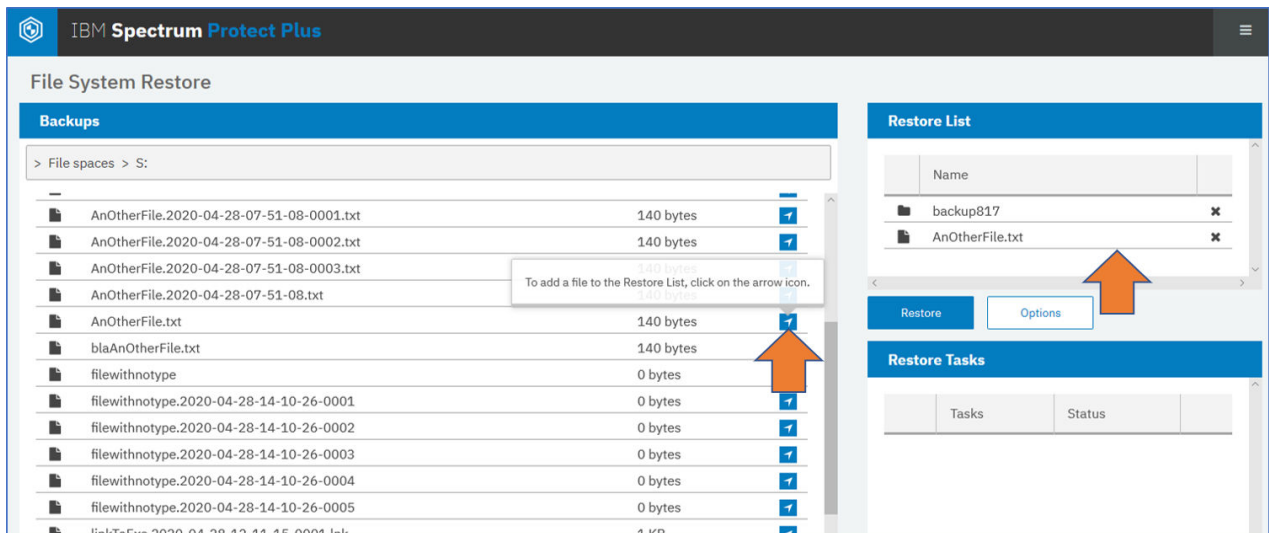 IBM Spectrum Protect Plus
File System Restore
Backups
> File spaces > S:
AnOtherFile.2020-04-28-07-51-08-0001.txt 140 bytes
AnOtherFile.2020-04-28-07-51-08-0002.txt 140 bytes
AnOtherFile.2020-04-28-07-51-08-0003.txt 140 bytes
To add a file to the Restore List, click on the arrow icon.
AnOtherFile.2020-04-28-07-51-08.txt 140 bytes
AnOtherFile.txt 140 bytes
blaAnOtherFile.txt 140 bytes
filewithnotype 0 bytes
filewithnotype.2020-04-28-14-10-26-0001 0 bytes
filewithnotype.2020-04-28-14-10-26-0002 0 bytes
filewithnotype.2020-04-28-14-10-26-0003 0 bytes
filewithnotype.2020-04-28-14-10-26-0004 0 bytes
filewithnotype.2020-04-28-14-10-26-0005 0 bytes
Restore List
Name
backup817
AnOtherFile.txt
Restore Options
Restore Tasks
Tasks Status